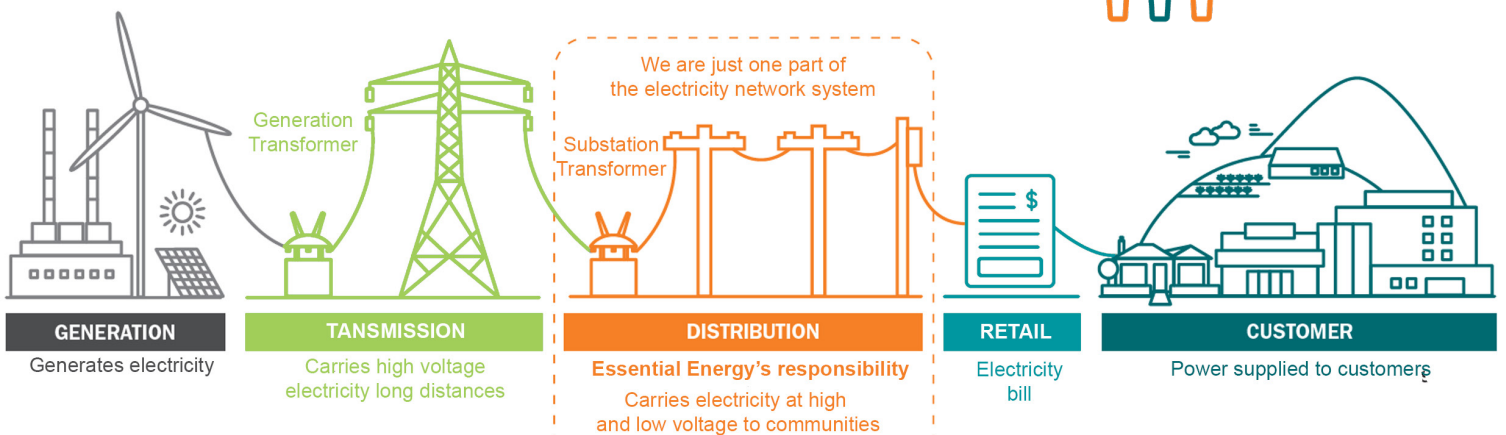 Generation
Transformer
We are just one part of
the electricity network system
Substation
Transformer
$
GENERATION
Generates electricity
TANSMISSION
Carries high voltage
electricity long distances
DISTRIBUTION
Essential Energy's responsibility
Carries electricity at high
and low voltage to communities
RETAIL
Electricity
bill
CUSTOMER
Power supplied to customers